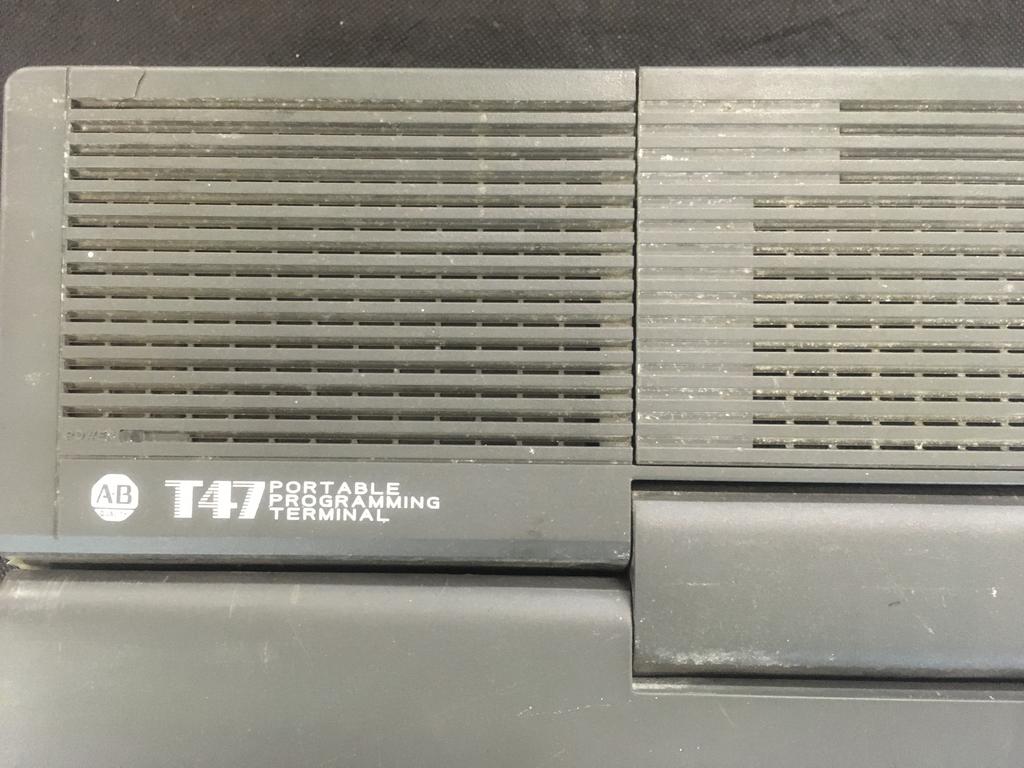 POWER
AB
T47 PORTABLE
PROGRAMMING
TERMINAL